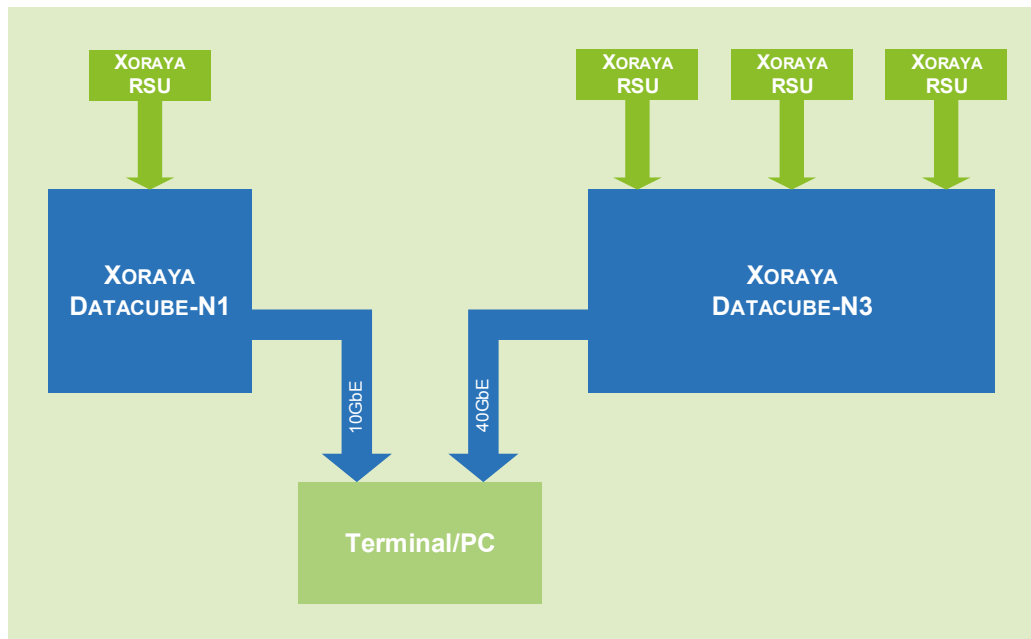 XORAYA
RSU
XORAYA
RSU
XORAYA
RSU
XORAYA
RSU
XORAYA
DATACUBE-N1
XORAYA
DATACUBE-N3
10GbE
40GbE
Terminal/PC